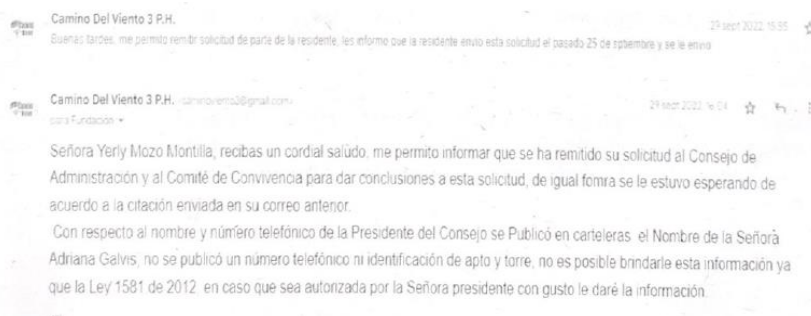 Camino Del Viento 3 P.H.
29 sept 2022
Buenas tardes, me permito remitir solicitud de parte de la residente, les informo que la residente envio esta solicitud el pasado 25 de y se le envio
Camino Del Viento 3 P.H.
29 sept 2022
para Fundación
Señora Yerly Mozo Montilla, recibas un cordial salúdo, me permito informar que se ha remitido su solicitud al Consejo de
Administración y al Comité de Convivencia para dar conclusiones a esta solicitud, de igual fomra se le estuvo esperando de
acuerdo a la citación enviada en su correo anterior.
Con respecto al nombre y número telefónico de la Presidente del Consejo se Publicó en carteleras el Nombre de la Señora
Adriana Galvis, no se publicó un número telefónico ni identificación de apto y torre, no es posible brindarle esta información ya
que la Ley 1581 de 2012 en caso que sea autorizada por la Señora presidente con gusto le daré la información.